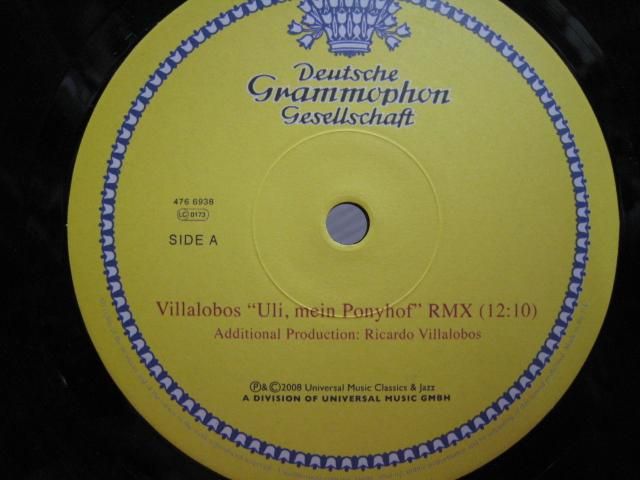 Deutsche
Grammophon
Gesellschaft
476 6938
LC 0173
SIDE A
Villalobos “Uli, mein Ponyhof” RMX (12:10)
Additional Production: Ricardo Villalobos
℗ & © 2008 Universal Music Classics & Jazz
A DIVISION OF UNIVERSAL MUSIC GMBH